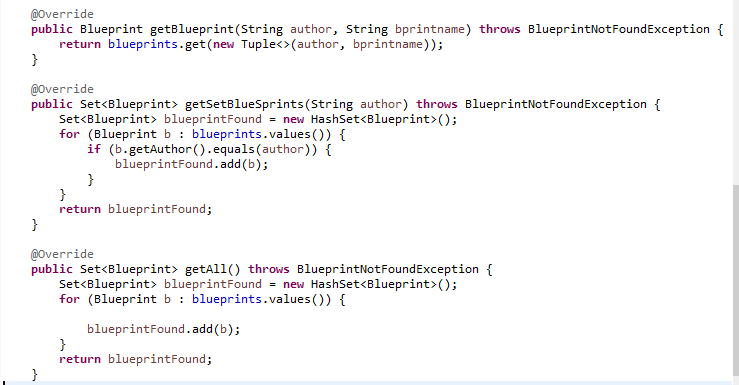 @Override
public Blueprint getBlueprint(String author, String bprintname) throws BlueprintNotFoundException {
    return blueprints.get(new Tuple<>(author, bprintname));
}
@Override
public Set<Blueprint> getSetBlueSprints(String author) throws BlueprintNotFoundException {
    Set<Blueprint> blueprintFound = new HashSet<Blueprint>();
    for (Blueprint b : blueprints.values()) {
        if (b.getAuthor().equals(author)) {
            blueprintFound.add(b);
        }
    }
    return blueprintFound;
}
@Override
public Set<Blueprint> getAll() throws BlueprintNotFoundException {
    Set<Blueprint> blueprintFound = new HashSet<Blueprint>();
    for (Blueprint b : blueprints.values()) {
        blueprintFound.add(b);
    }
    return blueprintFound;
}